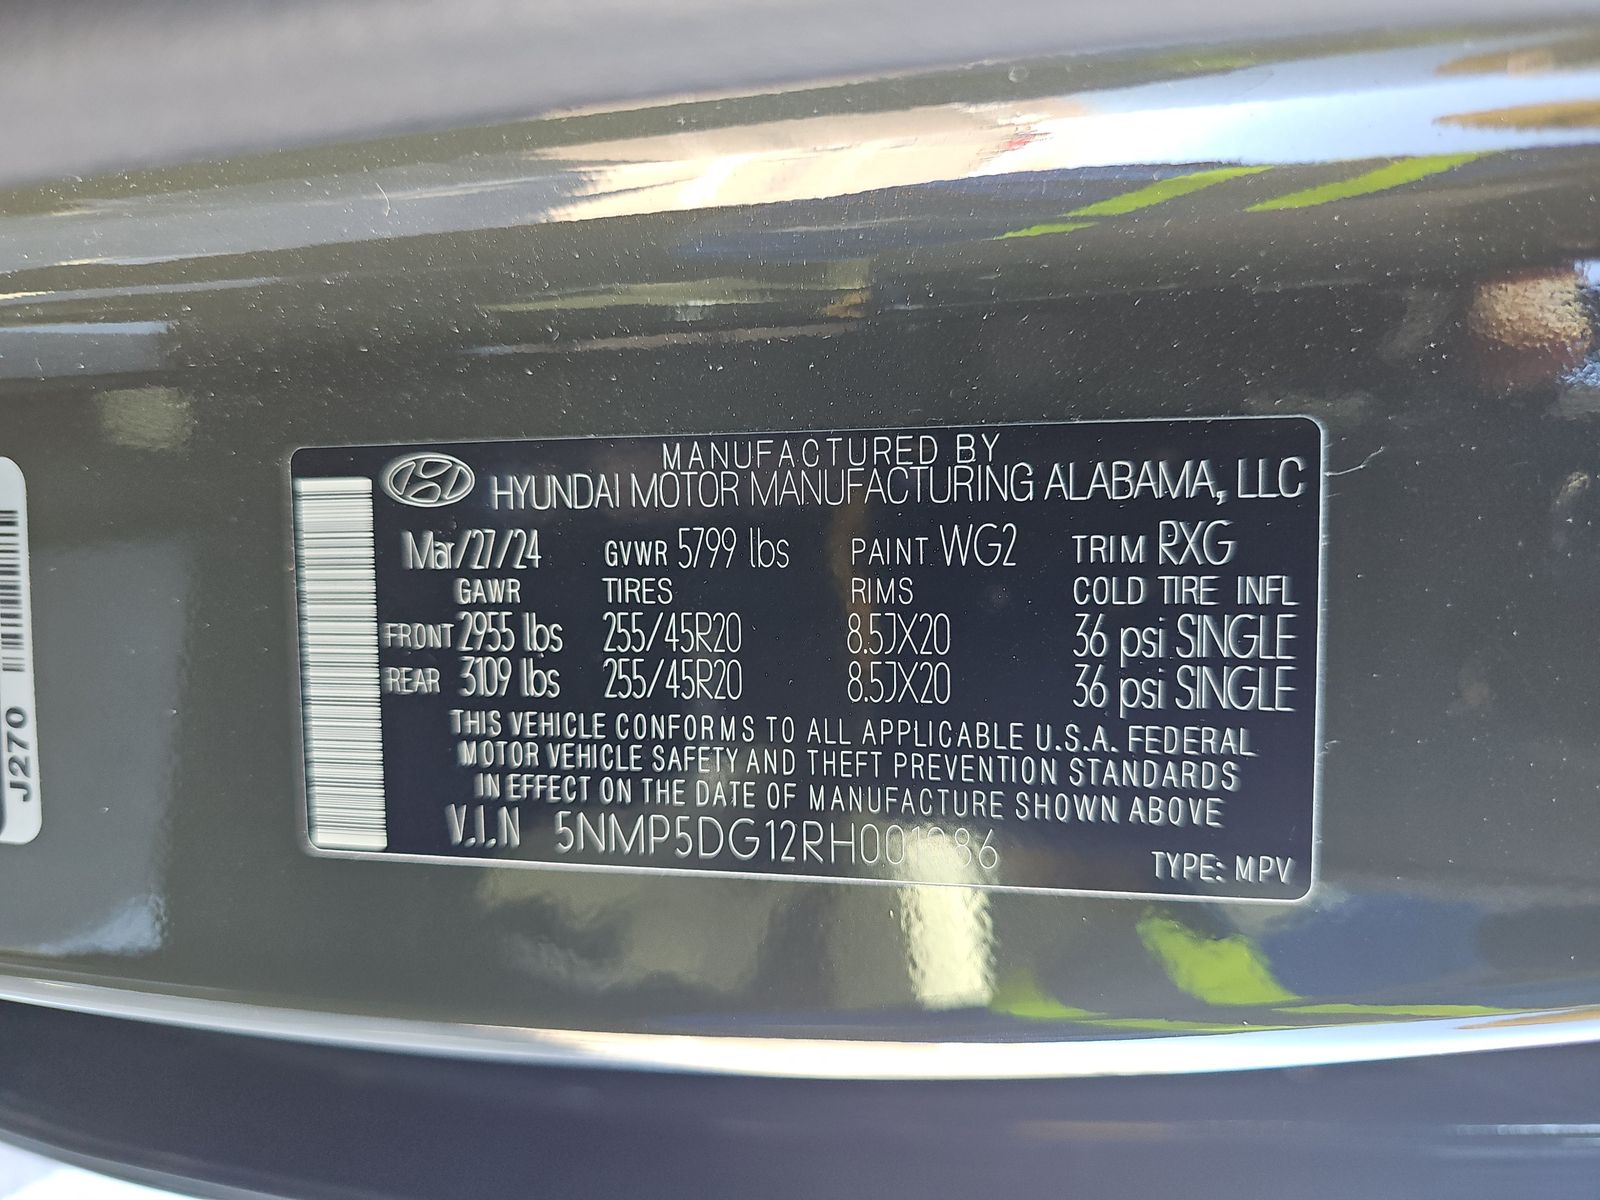 MANUFACTURED BY
HYUNDAI MOTOR MANUFACTURING ALABAMA, LLC
Mar/27/24 GVWR 5799 lbs PAINT WG2 TRIM RXG
GAWR TIRES RIMS COLD TIRE INFL
FRONT 2955 lbs 255/45R20 8.5JX20 36 psi SINGLE
REAR 3109 lbs 255/45R20 8.5JX20 36 psi SINGLE
THIS VEHICLE CONFORMS TO ALL APPLICABLE U.S.A. FEDERAL
MOTOR VEHICLE SAFETY AND THEFT PREVENTION STANDARDS
IN EFFECT ON THE DATE OF MANUFACTURE SHOWN ABOVE
V.I.N
TYPE: MPV
J270